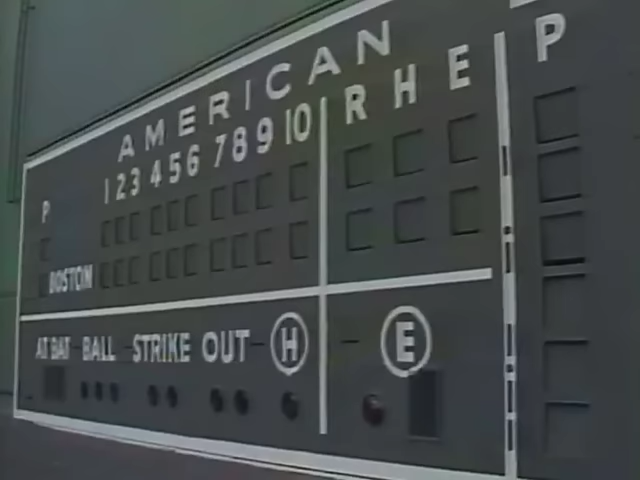 AMERICAN
P 1 2 3 4 5 6 7 8 9 10 R H E P
BOSTON
AT BAT BALL STRIKE OUT H E